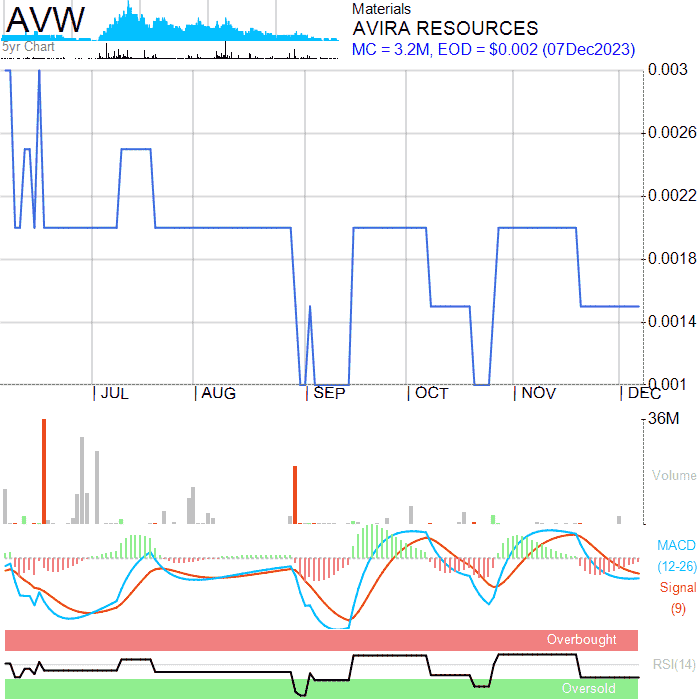 AVW
5yr Chart
Materials
AVIRA RESOURCES
MC = 3.2M, EOD = $0.002 (07Dec2023)
0.003
0.0026
0.0022
0.0018
0.0014
0.001
JUL AUG SEP OCT NOV DEC
36M
Volume
MACD
(12-26)
Signal
(9)
Overbought
RSI(14)
Oversold